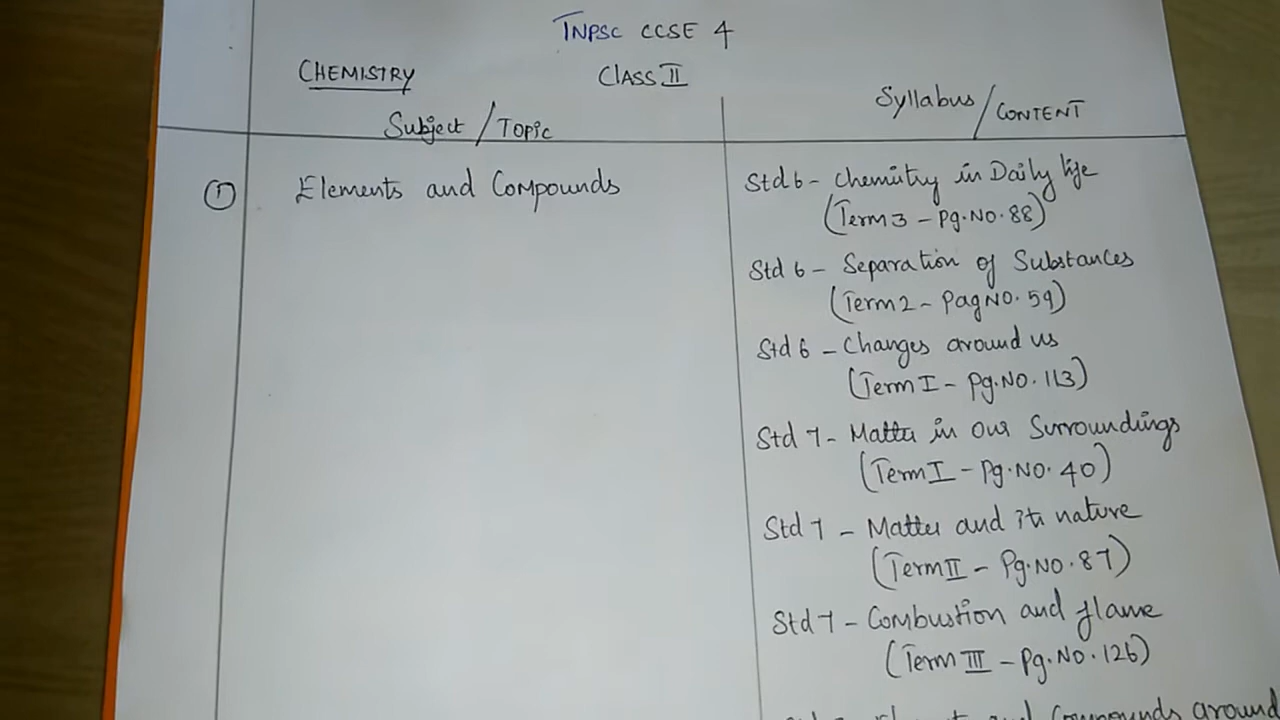 TNPSC CCSE 4
CHEMISTRY
Class II
Subject / Topic
Syllabus / CONTENT
① Elements and Compounds
Std 6 - Chemistry in Daily life
(Term 3 - Pg.No. 88)
Std 6 - Separation of Substances
(Term 2 - Pag No. 59)
Std 6 - Changes around us
(Term I - Pg.No. 113)
Std 7 - Matter in our Surroundings
(Term I - Pg.No. 40)
Std 7 - Matter and its nature
(Term II - Pg.No. 87)
Std 7 - Combustion and flame
(Term III - Pg.No. 126)
and Compounds around